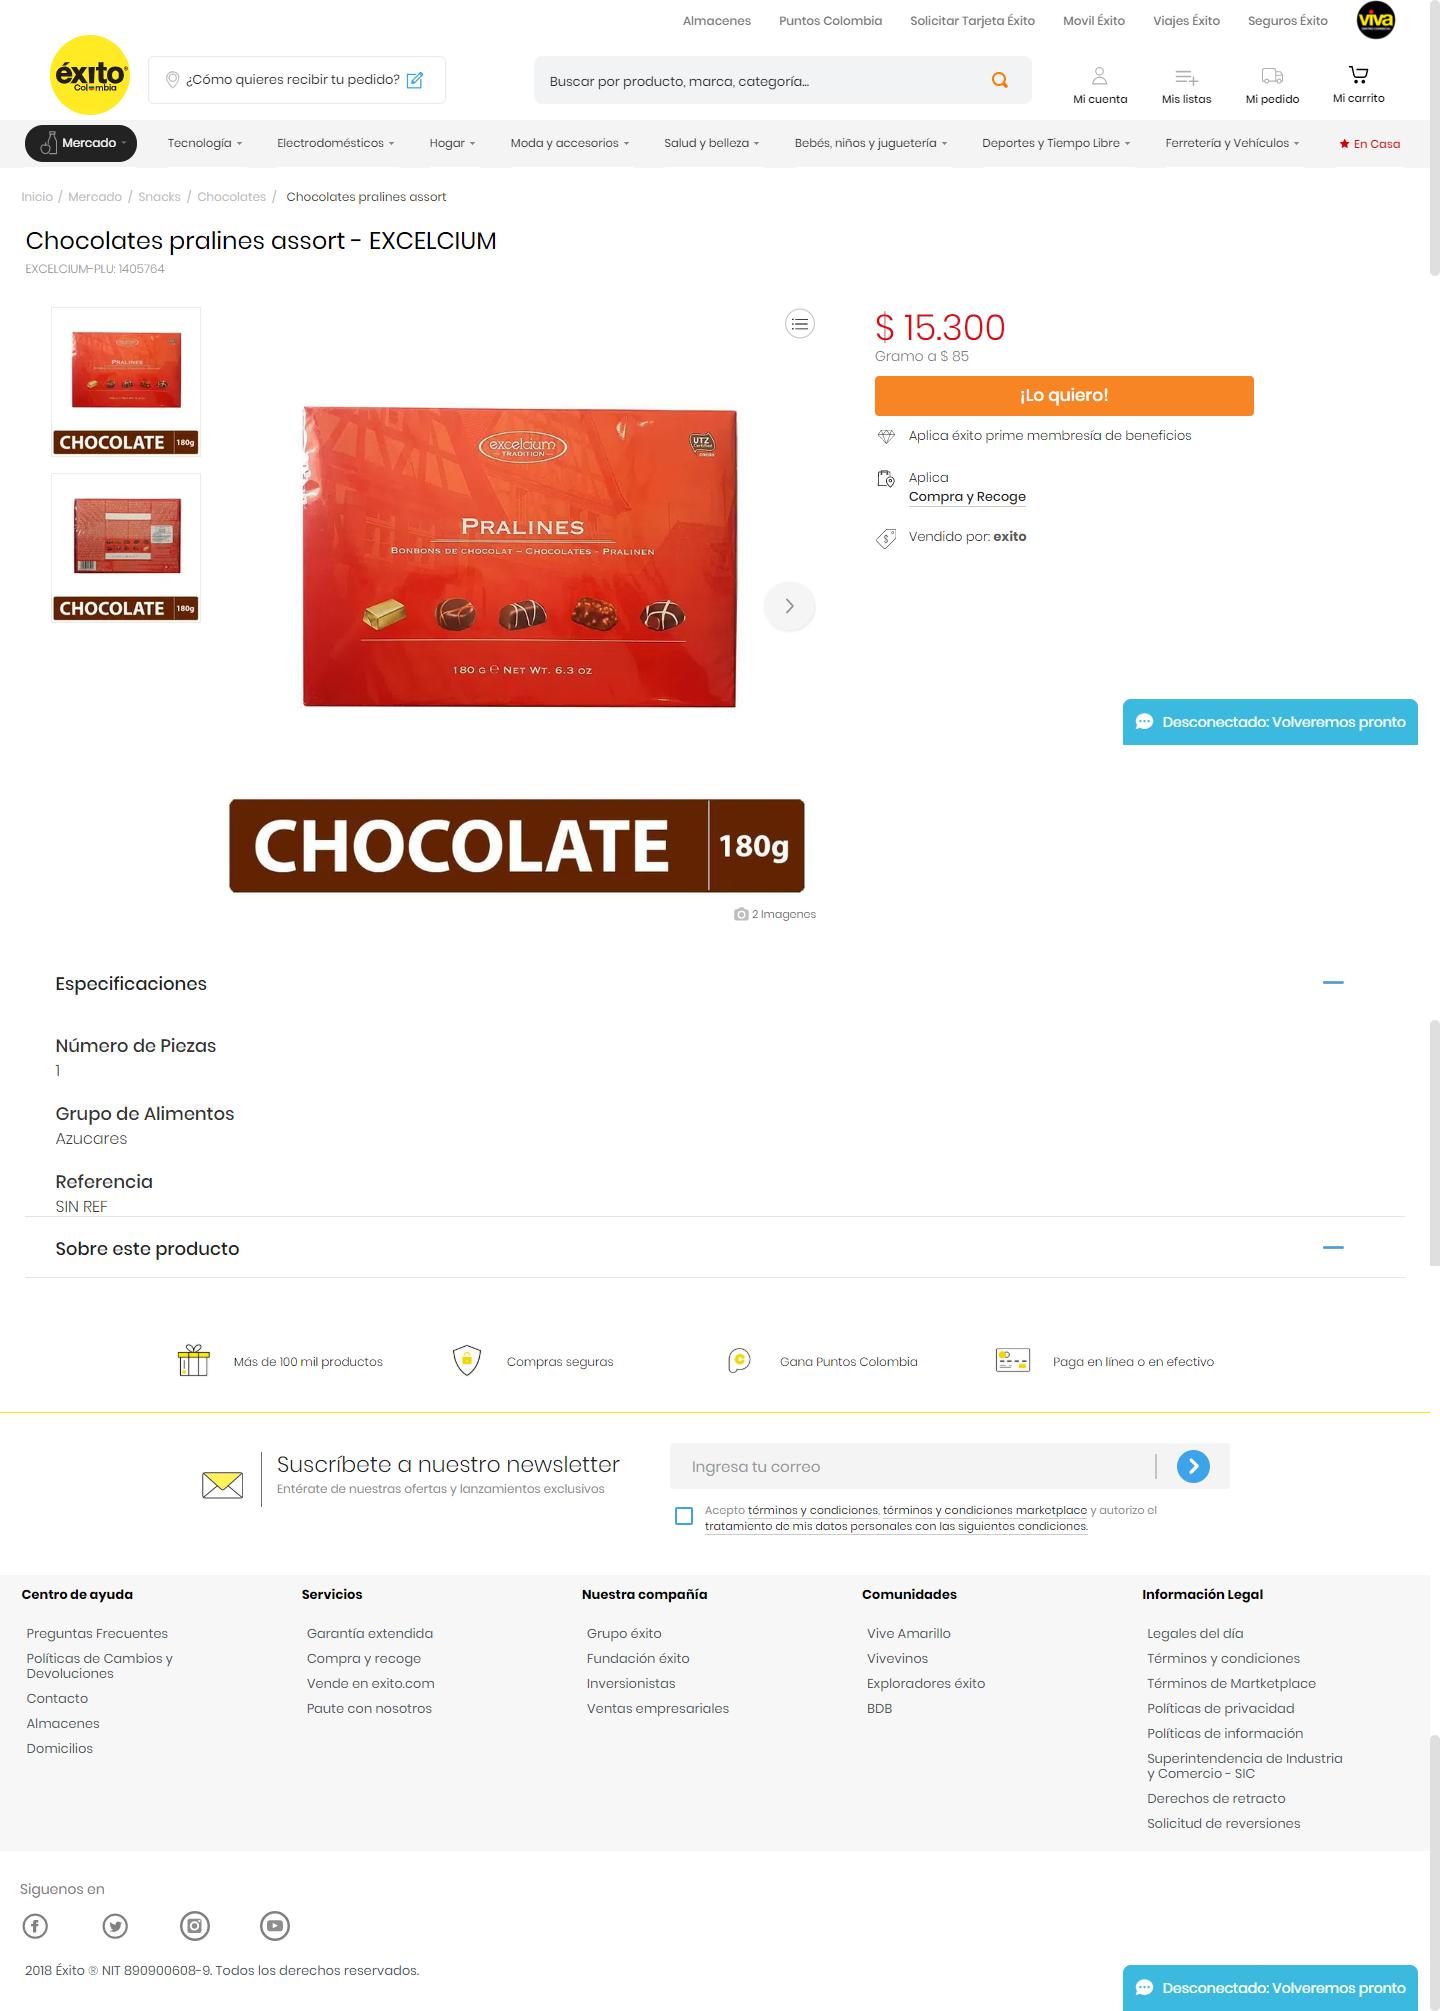 Almacenes Puntos Colombia Solicitar Tarjeta Éxito Movil Éxito Viajes Éxito Seguros Éxito viva
éxito
Colombia
¿Cómo quieres recibir tu pedido?
Buscar por producto, marca, categoría...
Mi cuenta Mis listas Mi pedido Mi carrito
Mercado Tecnología Electrodomésticos Hogar Moda y accesorios Salud y belleza Bebés, niños y juguetería Deportes y Tiempo Libre Ferretería y Vehículos En Casa
Inicio / Mercado / Snacks / Chocolates / Chocolates pralines assort
Chocolates pralines assort - EXCELCIUM
EXCELCIUM-PLU: 1405764
PRALINES
CHOCOLATE 180g
CHOCOLATE 180g
excelcium
TRADITION
UTZ
Certified
PRALINES
BONBONS DE CHOCOLAT – CHOCOLATES - PRALINEN
180 G ℮ NET WT. 6.3 OZ
CHOCOLATE 180g
2 Imagenes
$ 15.300
Gramo a $ 85
¡Lo quiero!
Aplica éxito prime membresía de beneficios
Aplica
Compra y Recoge
Vendido por: exito
Desconectado: Volveremos pronto
Especificaciones
Número de Piezas
1
Grupo de Alimentos
Azucares
Referencia
SIN REF
Sobre este producto
Más de 100 mil productos Compras seguras Gana Puntos Colombia Paga en línea o en efectivo
Suscríbete a nuestro newsletter
Entérate de nuestras ofertas y lanzamientos exclusivos
Ingresa tu correo
Acepto términos y condiciones, términos y condiciones marketplace y autorizo el
tratamiento de mis datos personales con las siguientes condiciones.
Centro de ayuda
Preguntas Frecuentes
Políticas de Cambios y
Devoluciones
Contacto
Almacenes
Domicilios
Servicios
Garantía extendida
Compra y recoge
Vende en exito.com
Paute con nosotros
Nuestra compañía
Grupo éxito
Fundación éxito
Inversionistas
Ventas empresariales
Comunidades
Vive Amarillo
Vivevinos
Exploradores éxito
BDB
Información Legal
Legales del día
Términos y condiciones
Términos de Martketplace
Políticas de privacidad
Políticas de información
Superintendencia de Industria
y Comercio - SIC
Derechos de retracto
Solicitud de reversiones
Siguenos en
2018 Éxito ® NIT 890900608-9. Todos los derechos reservados.
Desconectado: Volveremos pronto